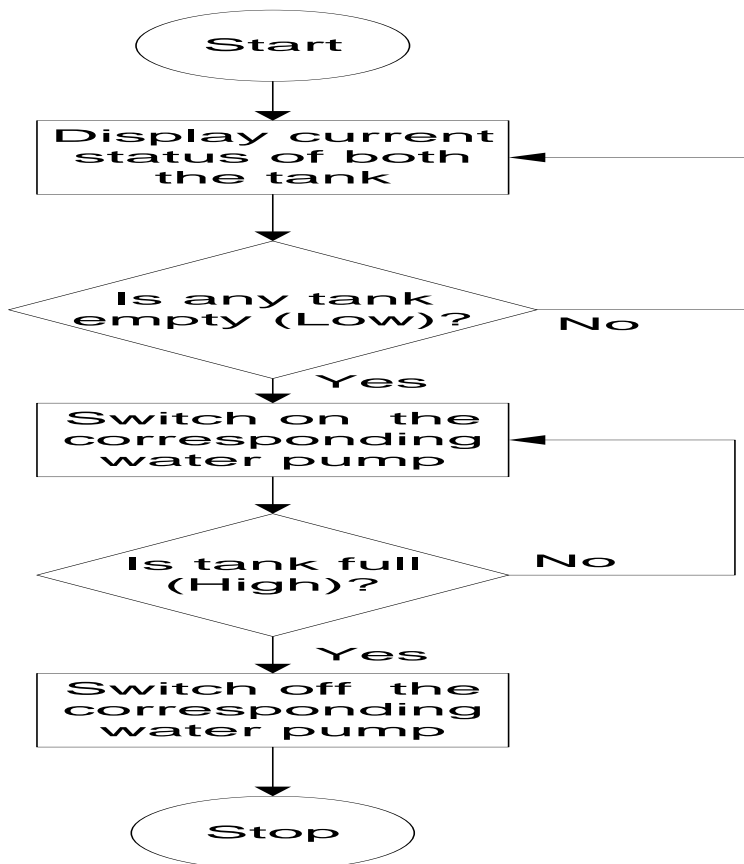 Start
Display current
status of both
the tank
Is any tank
empty (Low)?
No
Yes
Switch on the
corresponding
water pump
Is tank full
(High)?
No
Yes
Switch off the
corresponding
water pump
Stop